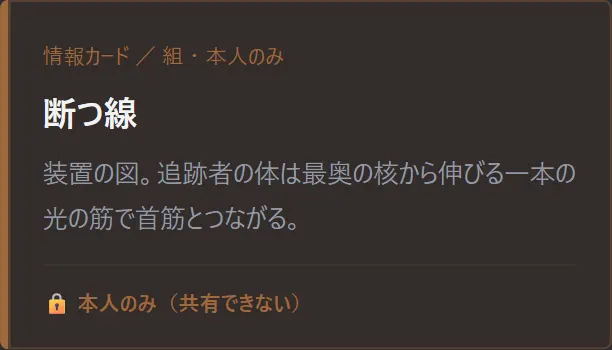 情報カード ／ 組 · 本人のみ
断つ線
装置の図。追跡者の体は最奥の核から伸びる一本の
光の筋で首筋とつながる。
本人のみ（共有できない）